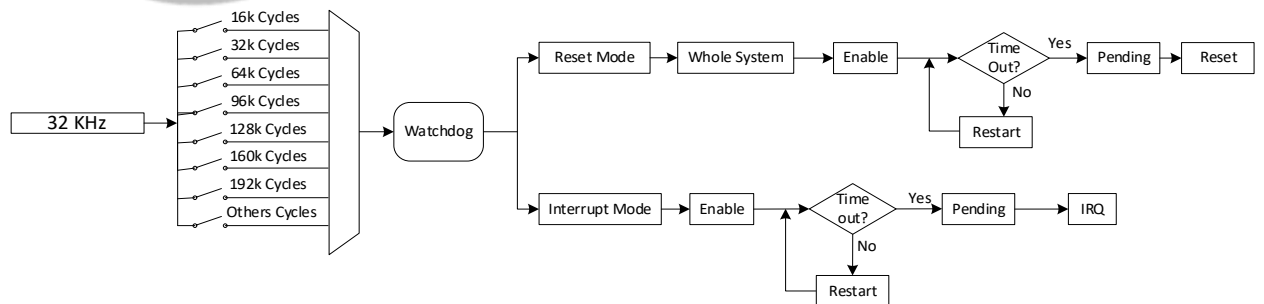 32 KHz
16k Cycles
32k Cycles
64k Cycles
96k Cycles
128k Cycles
160k Cycles
192k Cycles
Others Cycles
Watchdog
Reset Mode
Whole System
Enable
Time
Out?
Yes
Pending
Reset
No
Restart
Interrupt Mode
Enable
Time
out?
Yes
Pending
IRQ
No
Restart